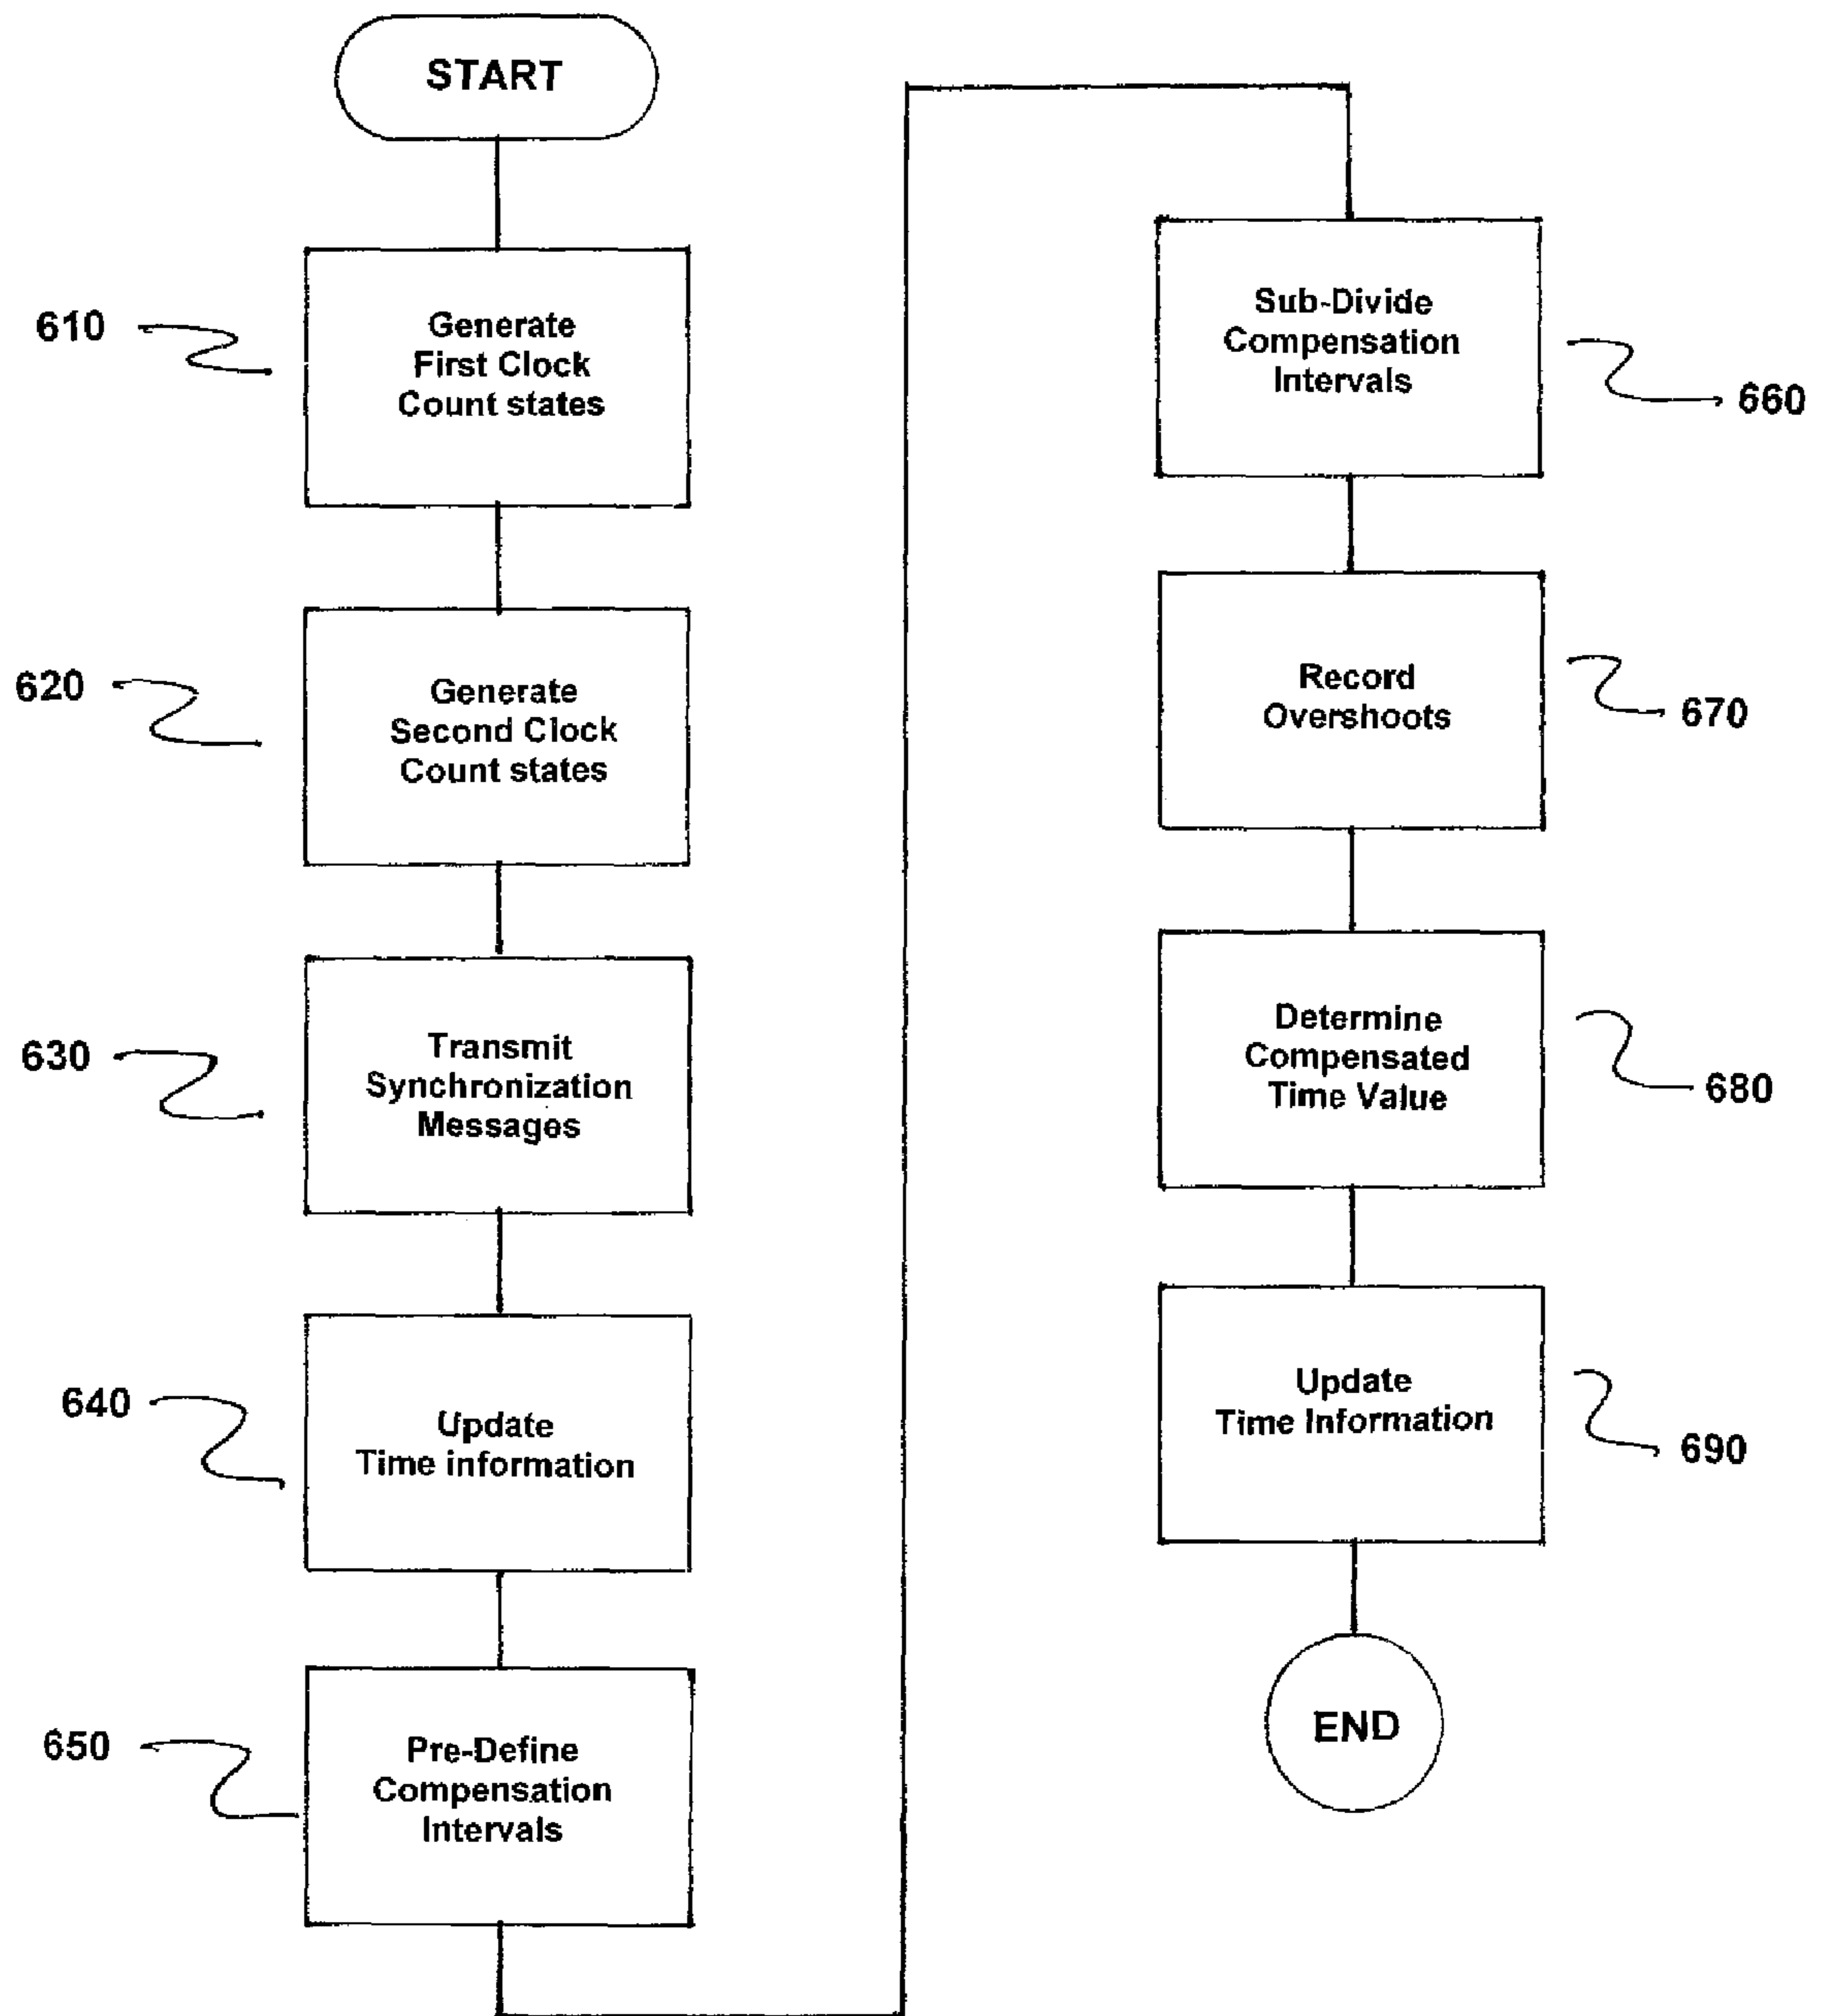 START
610
Generate
First Clock
Count states
620
Generate
Second Clock
Count states
630
Transmit
Synchronization
Messages
640
Update
Time information
650
Pre-Define
Compensation
Intervals
Sub-Divide
Compensation
Intervals
660
Record
Overshoots
670
Determine
Compensated
Time Value
680
Update
Time Information
690
END